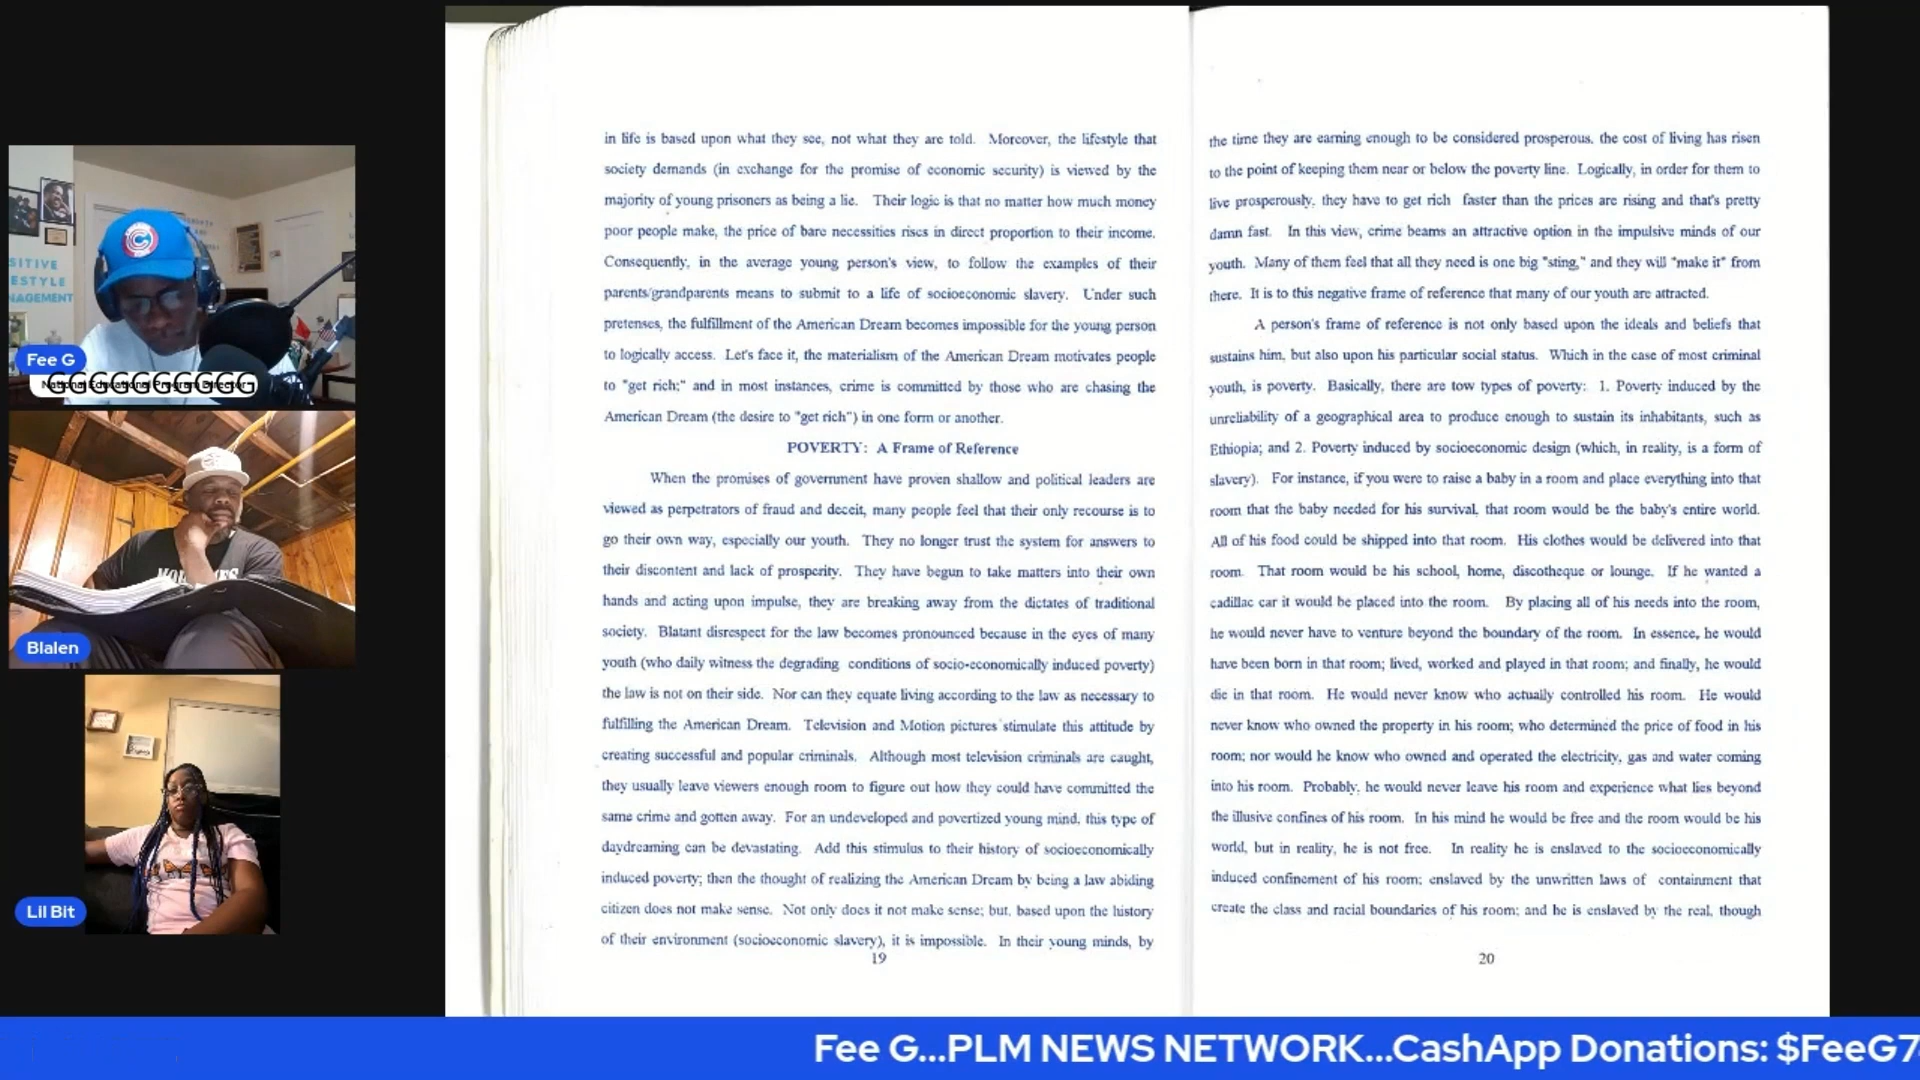 SITIVE
ESTYLE
NAGEMENT
Fee G
GGGGGGGGGG
Blalen
Lil Bit
in life is based upon what they see, not what they are told. Moreover, the lifestyle that
society demands (in exchange for the promise of economic security) is viewed by the
majority of young prisoners as being a lie. Their logic is that no matter how much money
poor people make, the price of bare necessities rises in direct proportion to their income.
Consequently, in the average young person's view, to follow the examples of their
parents/grandparents means to submit to a life of socioeconomic slavery. Under such
pretenses, the fulfillment of the American Dream becomes impossible for the young person
to logically access. Let's face it, the materialism of the American Dream motivates people
to "get rich;" and in most instances, crime is committed by those who are chasing the
American Dream (the desire to "get rich") in one form or another.
POVERTY: A Frame of Reference
When the promises of government have proven shallow and political leaders are
viewed as perpetrators of fraud and deceit, many people feel that their only recourse is to
go their own way, especially our youth. They no longer trust the system for answers to
their discontent and lack of prosperity. They have begun to take matters into their own
hands and acting upon impulse, they are breaking away from the dictates of traditional
society. Blatant disrespect for the law becomes pronounced because in the eyes of many
youth (who daily witness the degrading conditions of socio-economically induced poverty)
the law is not on their side. Nor can they equate living according to the law as necessary to
fulfilling the American Dream. Television and Motion pictures stimulate this attitude by
creating successful and popular criminals. Although most television criminals are caught,
they usually leave viewers enough room to figure out how they could have committed the
same crime and gotten away. For an undeveloped and povertized young mind, this type of
daydreaming can be devastating. Add this stimulus to their history of socioeconomically
induced poverty; then the thought of realizing the American Dream by being a law abiding
citizen does not make sense. Not only does it not make sense; but, based upon the history
of their environment (socioeconomic slavery), it is impossible. In their young minds, by
19
the time they are earning enough to be considered prosperous, the cost of living has risen
to the point of keeping them near or below the poverty line. Logically, in order for them to
live prosperously, they have to get rich faster than the prices are rising and that's pretty
damn fast. In this view, crime beams an attractive option in the impulsive minds of our
youth. Many of them feel that all they need is one big "sting," and they will "make it" from
there. It is to this negative frame of reference that many of our youth are attracted.
A person's frame of reference is not only based upon the ideals and beliefs that
sustains him, but also upon his particular social status. Which in the case of most criminal
youth, is poverty. Basically, there are tow types of poverty: 1. Poverty induced by the
unreliability of a geographical area to produce enough to sustain its inhabitants, such as
Ethiopia; and 2. Poverty induced by socioeconomic design (which, in reality, is a form of
slavery). For instance, if you were to raise a baby in a room and place everything into that
room that the baby needed for his survival, that room would be the baby's entire world.
All of his food could be shipped into that room. His clothes would be delivered into that
room. That room would be his school, home, discotheque or lounge. If he wanted a
cadillac car it would be placed into the room. By placing all of his needs into the room,
he would never have to venture beyond the boundary of the room. In essence, he would
have been born in that room; lived, worked and played in that room; and finally, he would
die in that room. He would never know who actually controlled his room. He would
never know who owned the property in his room; who determined the price of food in his
room; nor would he know who owned and operated the electricity, gas and water coming
into his room. Probably, he would never leave his room and experience what lies beyond
the illusive confines of his room. In his mind he would be free and the room would be his
world, but in reality, he is not free. In reality he is enslaved to the socioeconomically
induced confinement of his room; enslaved by the unwritten laws of containment that
create the class and racial boundaries of his room; and he is enslaved by the real, though
20
Fee G...PLM NEWS NETWORK...CashApp Donations: $FeeG7